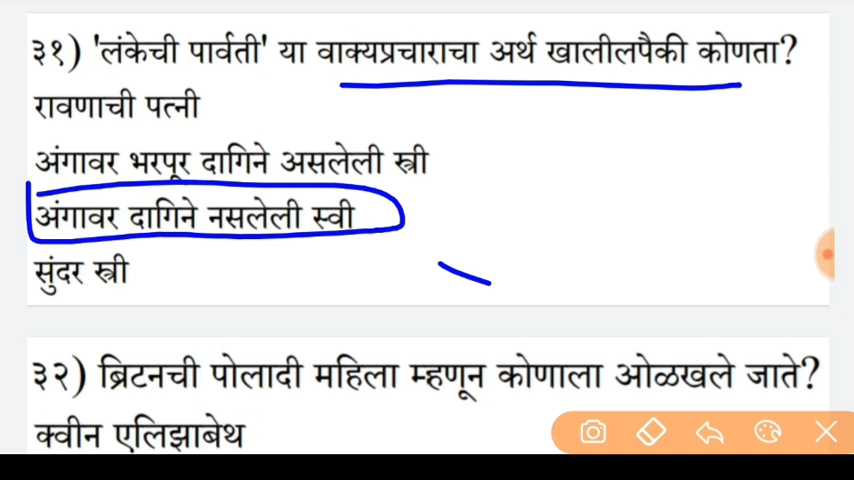 ३१) 'लंकेची पार्वती' या वाक्यप्रचाराचा अर्थ खालीलपैकी कोणता?
रावणाची पत्नी
अंगावर भरपूर दागिने असलेली स्त्री
अंगावर दागिने नसलेली स्वी
सुंदर स्त्री
३२) ब्रिटनची पोलादी महिला म्हणून कोणाला ओळखले जाते?
क्वीन एलिझाबेथ